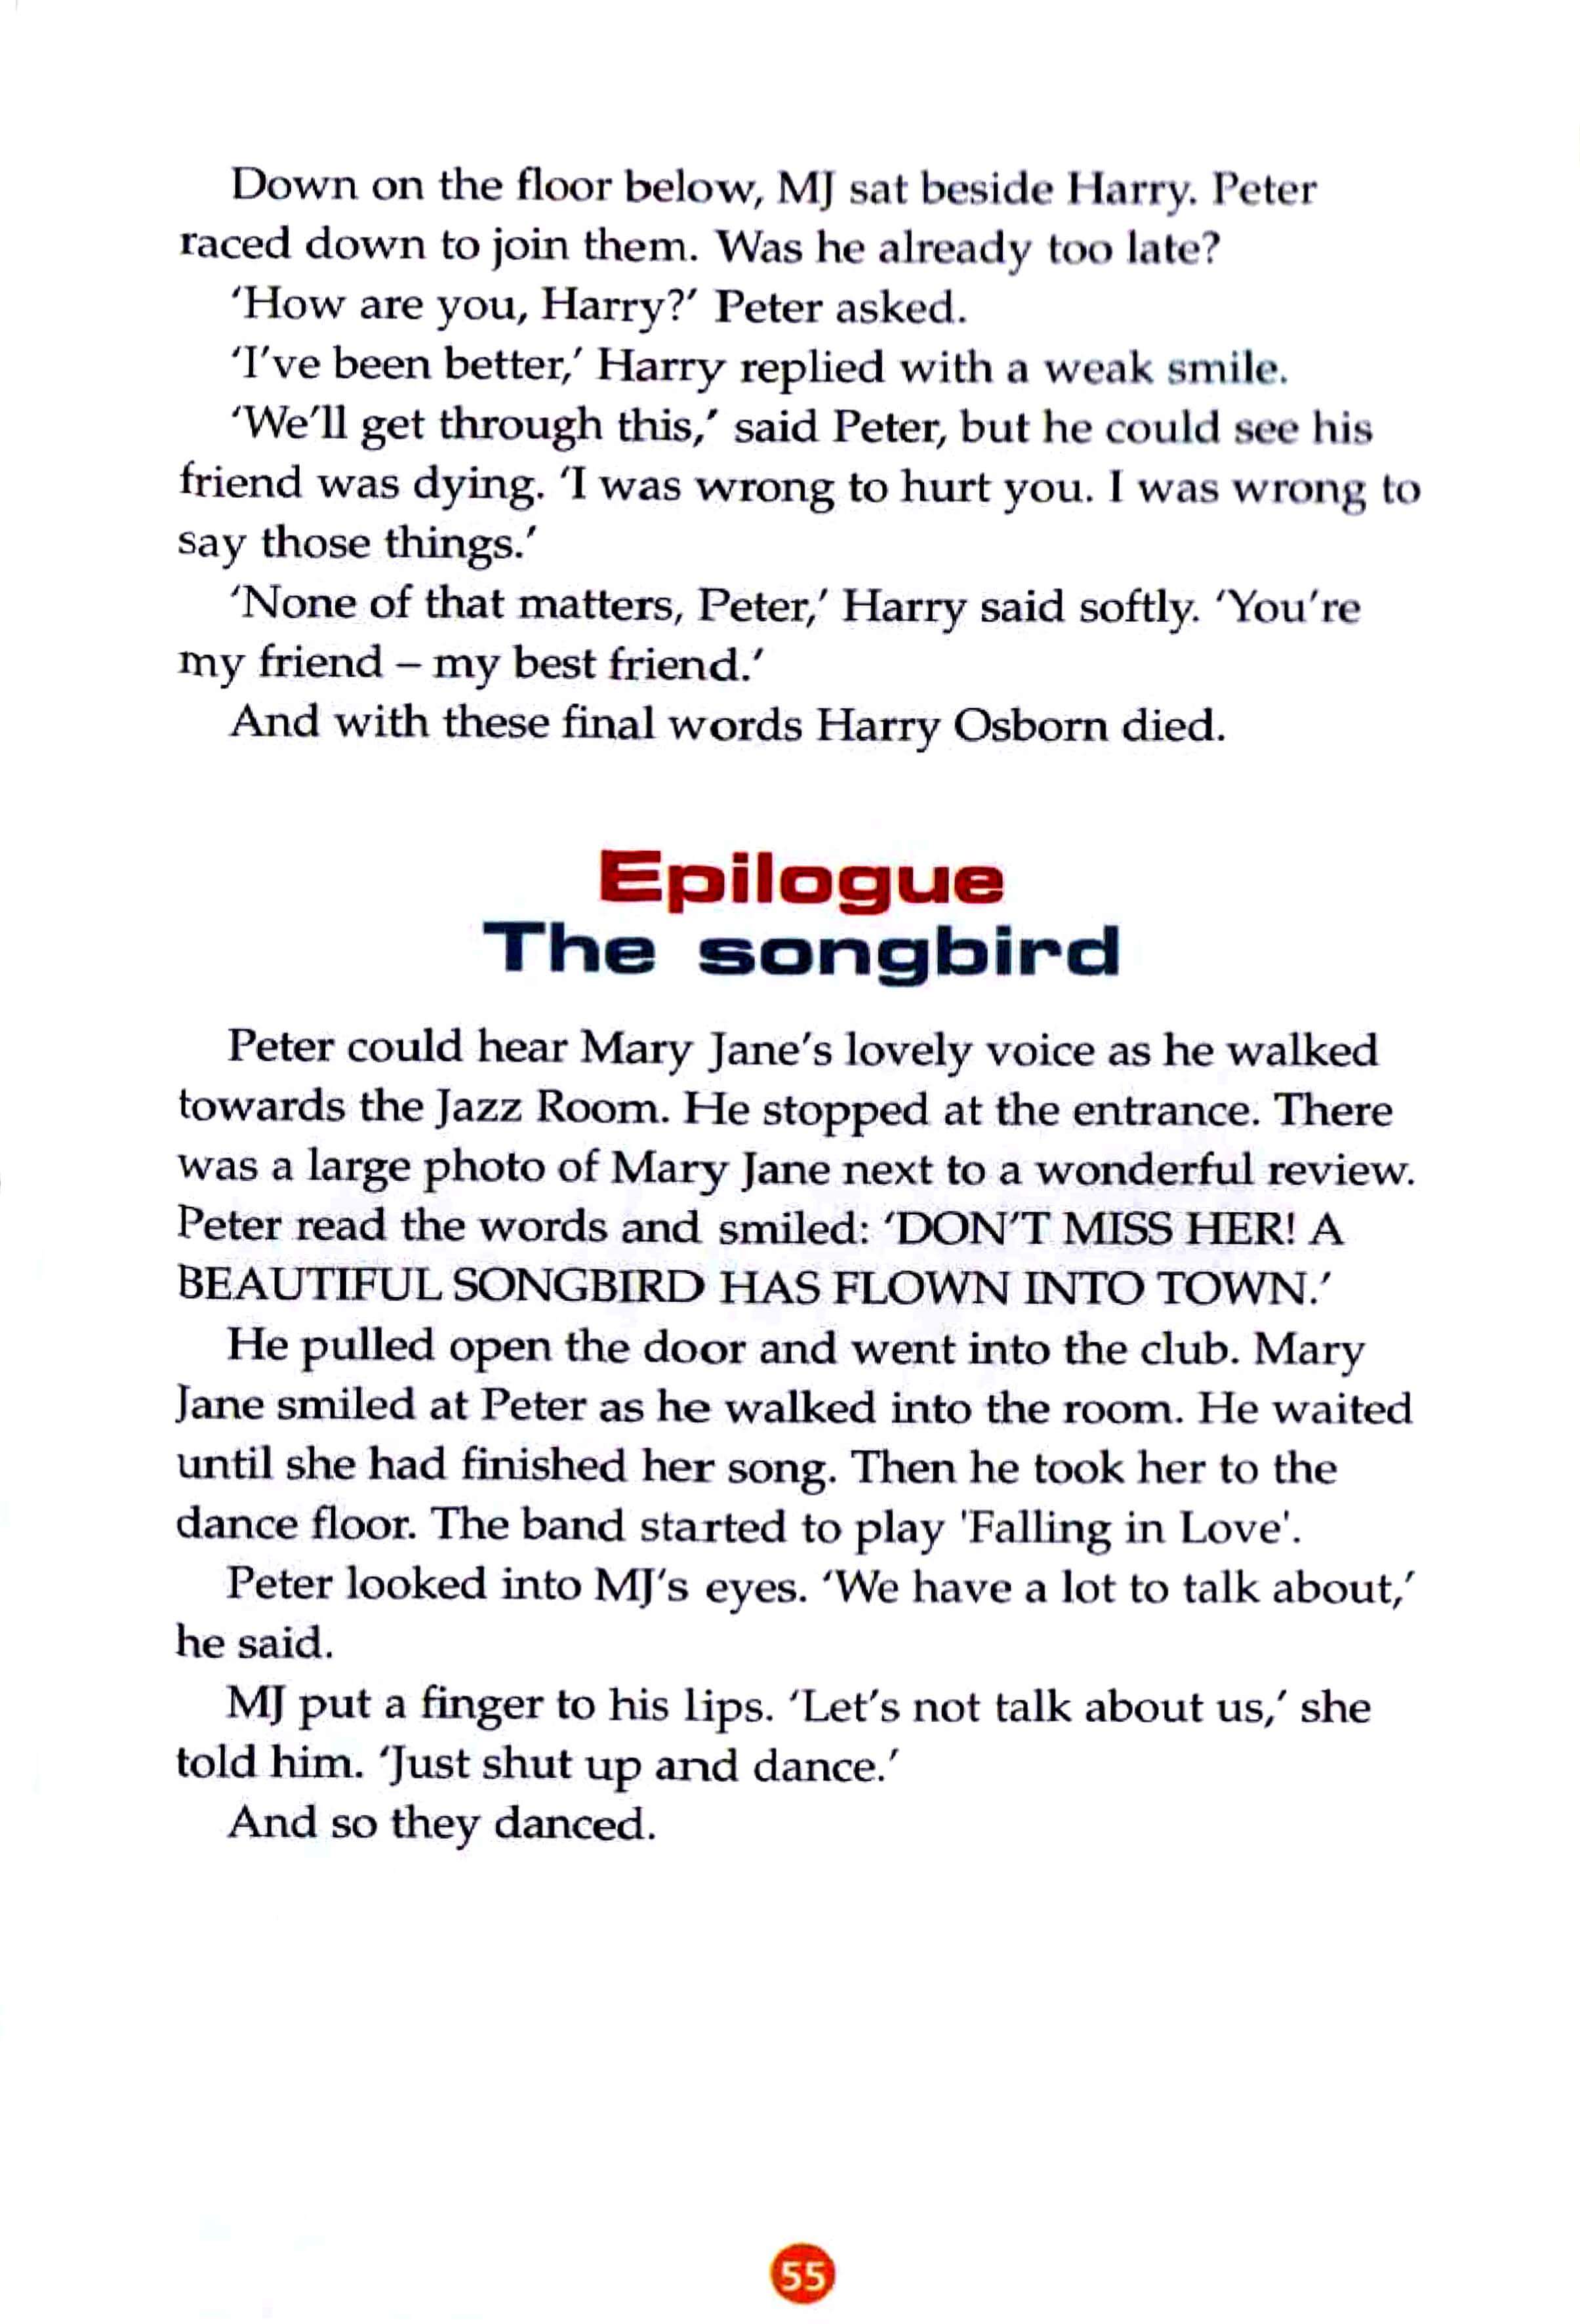 Down on the floor below, MJ sat beside Harry. Peter
raced down to join them. Was he already too late?
‘How are you, Harry?’ Peter asked.
‘I’ve been better,’ Harry replied with a weak smile.
‘We’ll get through this,’ said Peter, but he could see his
friend was dying. ‘I was wrong to hurt you. I was wrong to
say those things.’
‘None of that matters, Peter,’ Harry said softly. ‘You’re
my friend – my best friend.’
And with these final words Harry Osborn died.
Epilogue
The songbird
Peter could hear Mary Jane’s lovely voice as he walked
towards the Jazz Room. He stopped at the entrance. There
was a large photo of Mary Jane next to a wonderful review.
Peter read the words and smiled: ‘DON’T MISS HER! A
BEAUTIFUL SONGBIRD HAS FLOWN INTO TOWN.’
He pulled open the door and went into the club. Mary
Jane smiled at Peter as he walked into the room. He waited
until she had finished her song. Then he took her to the
dance floor. The band started to play 'Falling in Love'.
Peter looked into MJ’s eyes. ‘We have a lot to talk about,’
he said.
MJ put a finger to his lips. ‘Let’s not talk about us,’ she
told him. ‘Just shut up and dance.’
And so they danced.
55